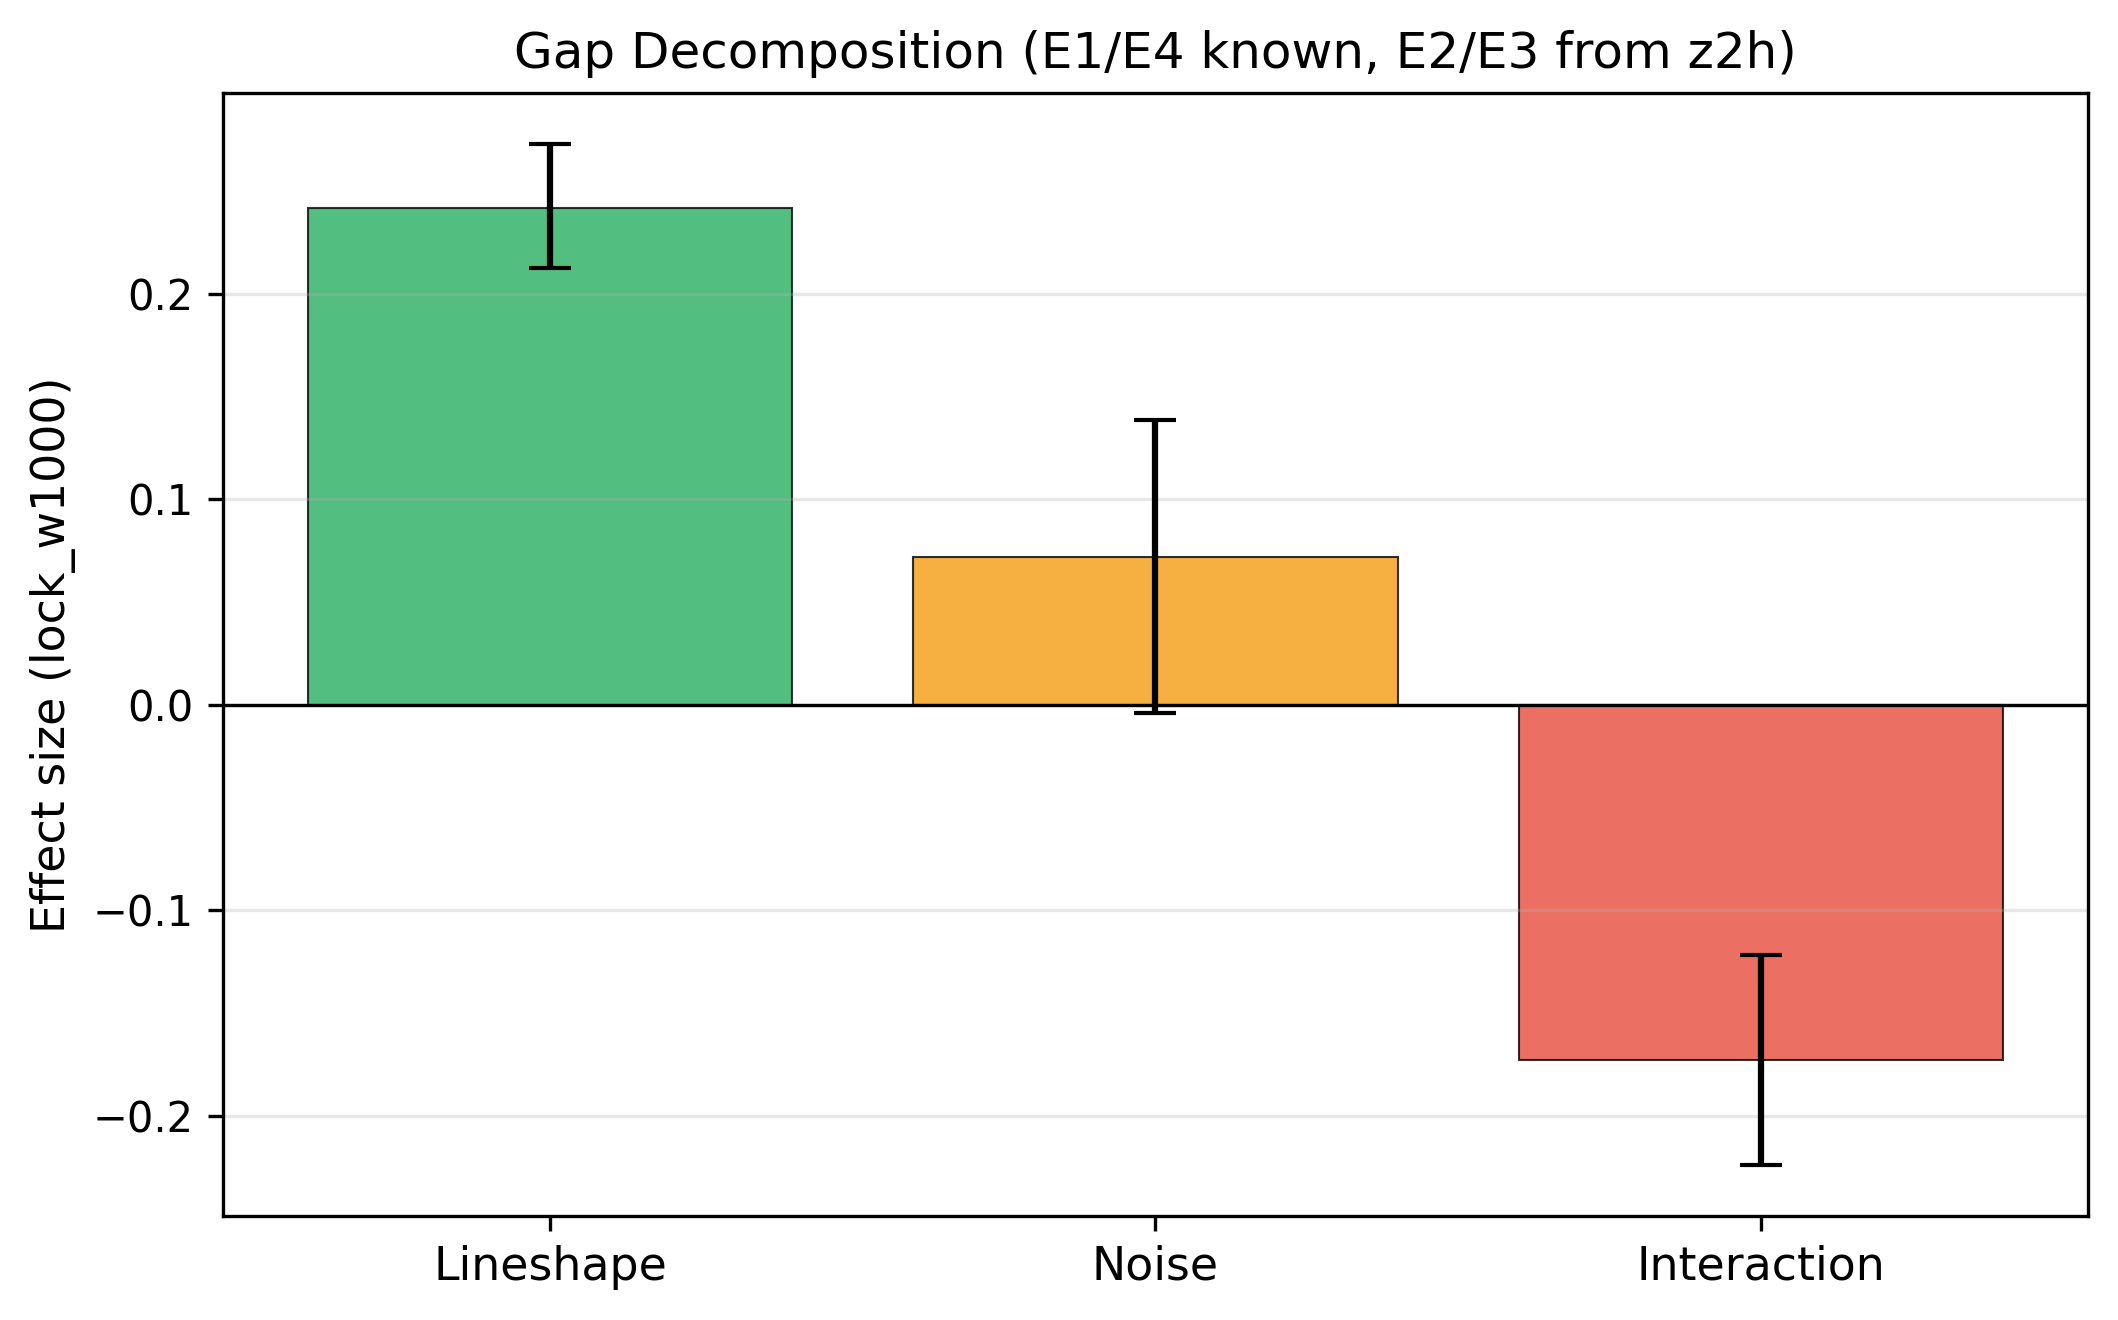 Gap Decomposition (E1/E4 known, E2/E3 from z2h)
Effect size (lock_w1000)
0.2
0.1
0.0
−0.1
−0.2
Lineshape
Noise
Interaction